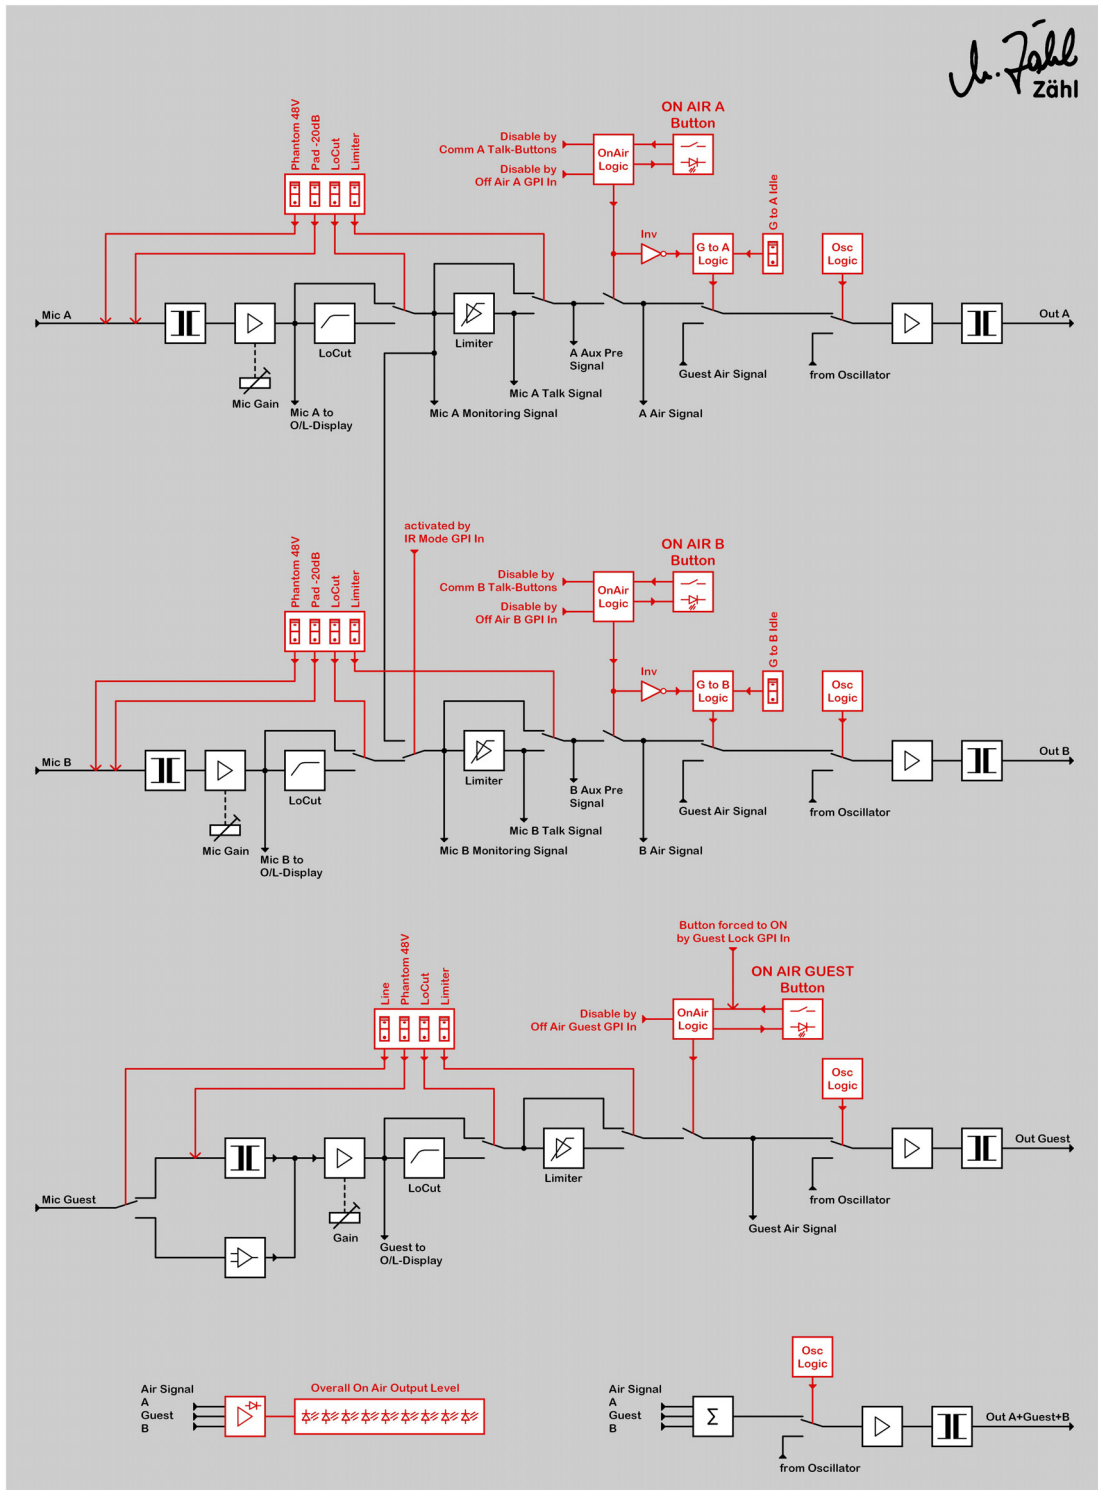 M. Zähl
Zähl
ON AIR A
Button
Phantom 48V
Pad -20dB
LoCut
Limiter
Disable by
Comm A Talk-Buttons
Disable by
Off Air A GPI In
OnAir
Logic
G to A Idle
Inv
G to A
Logic
Osc
Logic
Mic A
Out A
LoCut
Limiter
A Aux Pre
Signal
Guest Air Signal
from Oscillator
Mic Gain
Mic A Talk Signal
Mic A to
O/L-Display
Mic A Monitoring Signal
A Air Signal
activated by
IR Mode GPI In
ON AIR B
Button
Phantom 48V
Pad -20dB
LoCut
Limiter
Disable by
Comm B Talk-Buttons
Disable by
Off Air B GPI In
OnAir
Logic
G to B Idle
Inv
G to B
Logic
Osc
Logic
Mic B
Out B
LoCut
Limiter
B Aux Pre
Signal
Guest Air Signal
from Oscillator
Mic Gain
Mic B Talk Signal
Mic B to
O/L-Display
Mic B Monitoring Signal
B Air Signal
Button forced to ON
by Guest Lock GPI In
Line
Phantom 48V
LoCut
Limiter
ON AIR GUEST
Button
Disable by
Off Air Guest GPI In
OnAir
Logic
Osc
Logic
Out Guest
LoCut
Limiter
Mic Guest
from Oscillator
Gain
Guest to
O/L-Display
Guest Air Signal
Osc
Logic
Air Signal
A
Guest
B
Overall On Air Output Level
Air Signal
A
Guest
B
Σ
Out A+Guest+B
from Oscillator